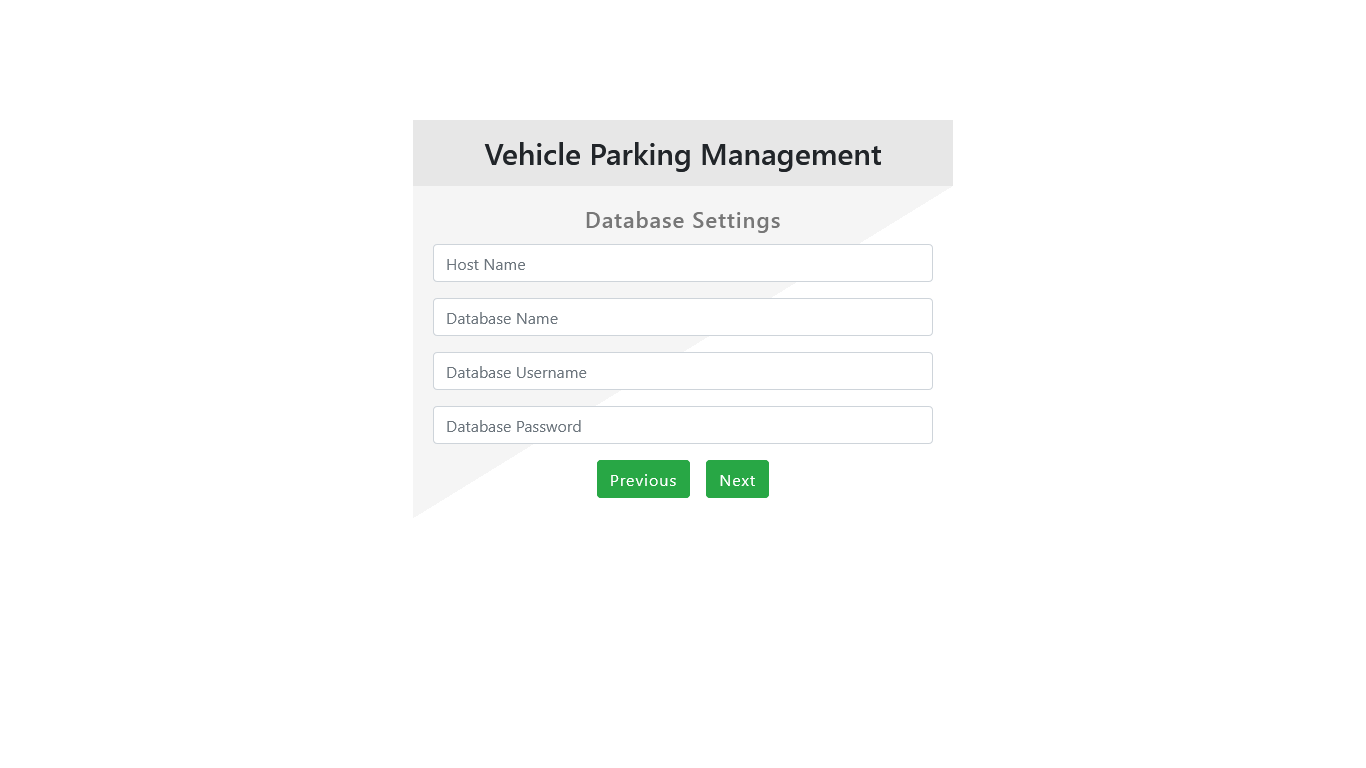 Vehicle Parking Management
Database Settings
Host Name
Database Name
Database Username
Database Password
Previous Next